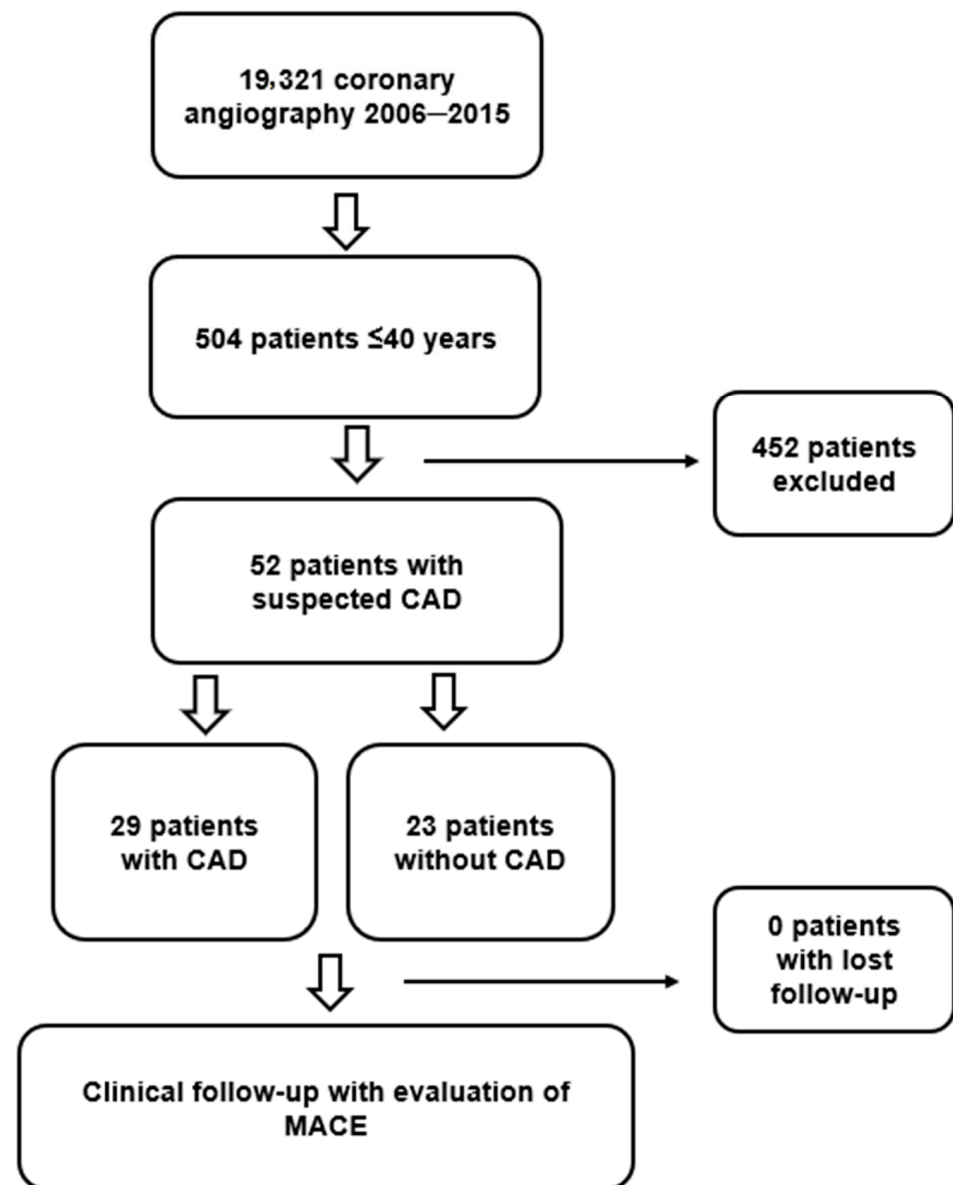 19,321 coronary
angiography 2006—2015
504 patients ≤40 years
452 patients
excluded
52 patients with
suspected CAD
29 patients
with CAD
23 patients
without CAD
0 patients
with lost
follow-up
Clinical follow-up with evaluation of
MACE